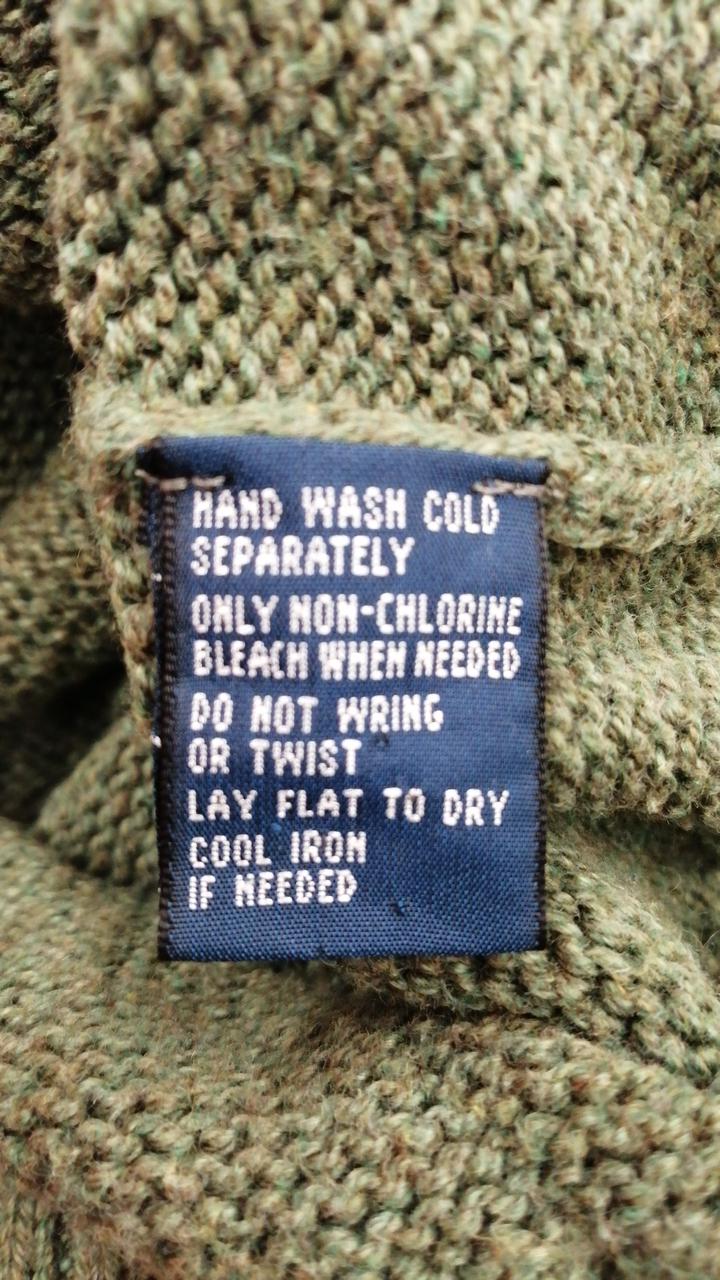 HAND WASH COLD
SEPARATELY
ONLY NON-CHLORINE
BLEACH WHEN NEEDED
DO NOT WRING
OR TWIST
LAY FLAT TO DRY
COOL IRON
IF NEEDED